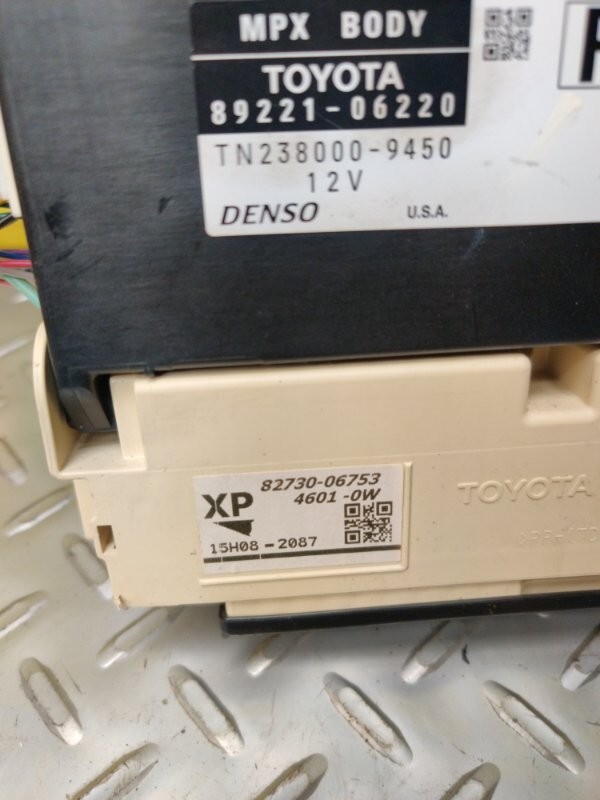 MPX BODY
TOYOTA
89221-06220
TN238000-9450
12V
DENSO U.S.A.
82730-06753
XP 4601-0W
15H08-2087
TOYOTA